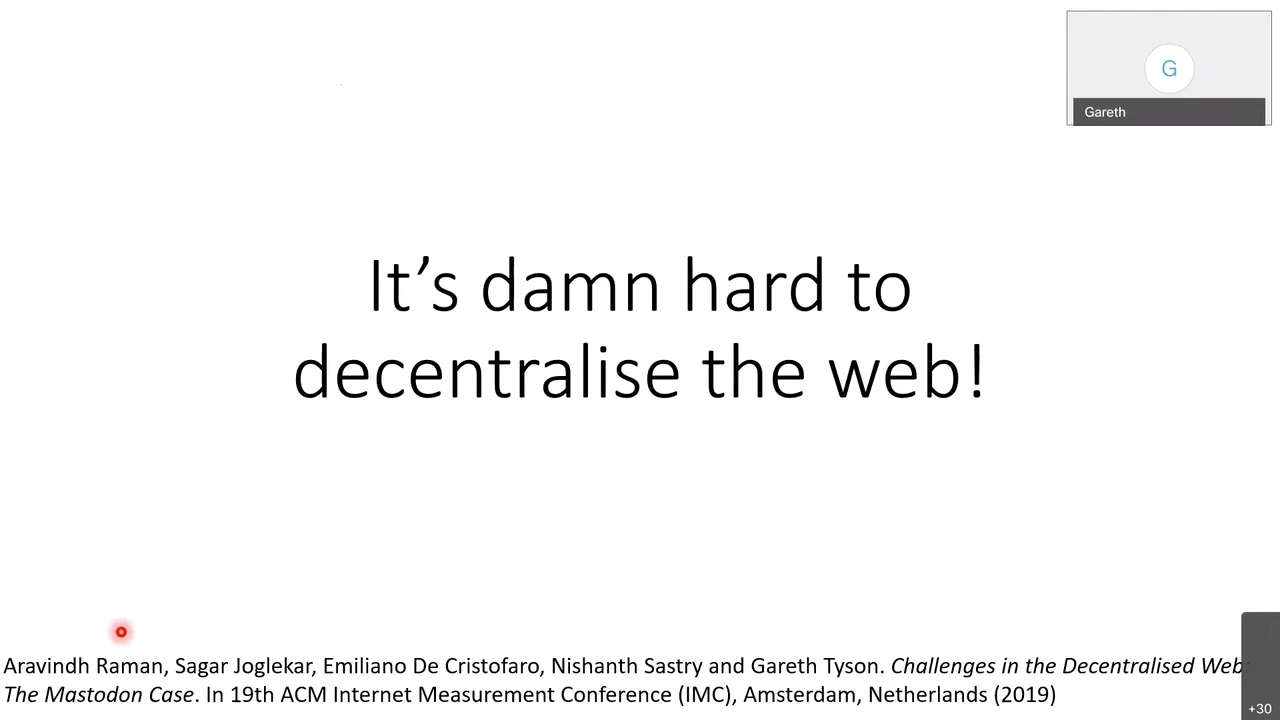 G
Gareth
It’s damn hard to
decentralise the web!
Aravindh Raman, Sagar Joglekar, Emiliano De Cristofaro, Nishanth Sastry and Gareth Tyson. Challenges in the Decentralised Web:
The Mastodon Case. In 19th ACM Internet Measurement Conference (IMC), Amsterdam, Netherlands (2019)
+30